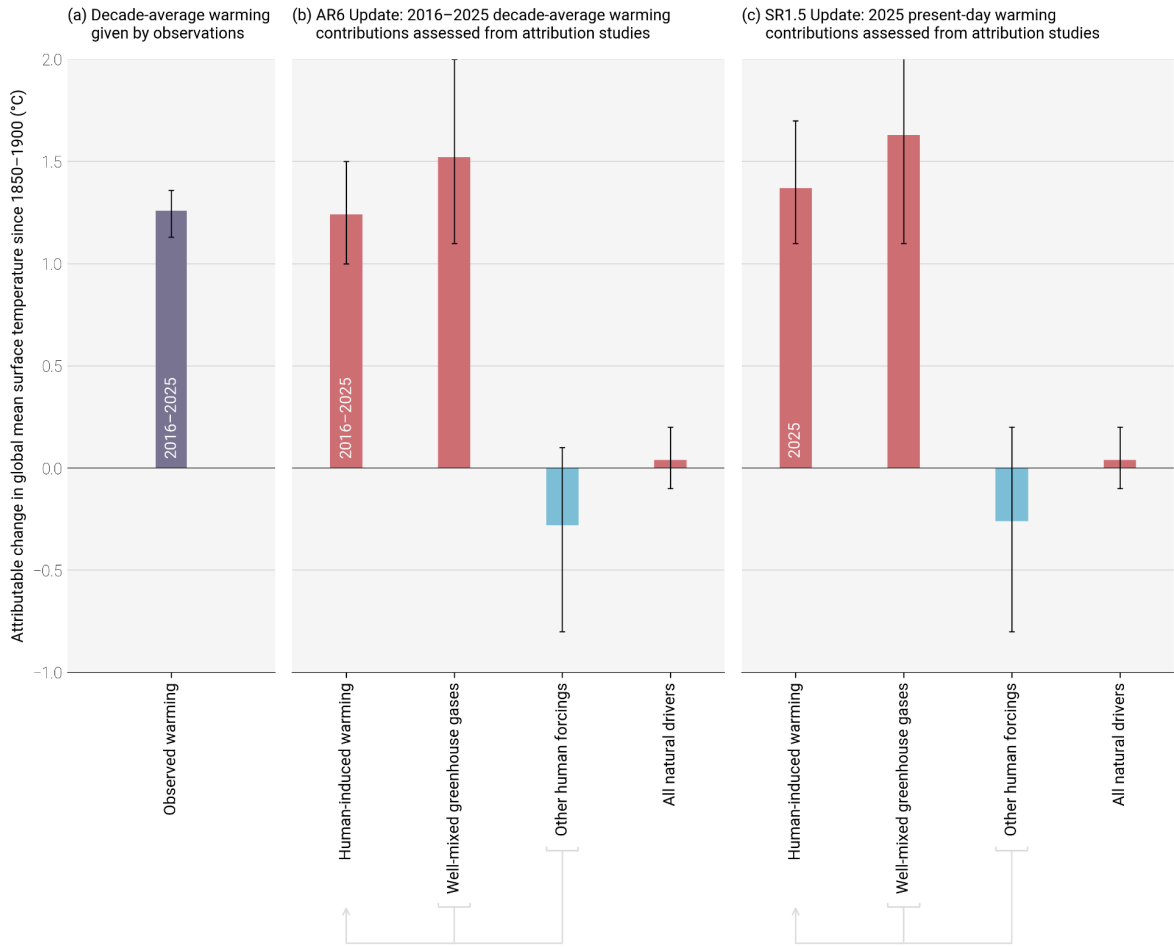 (a) Decade-average warming
given by observations
(b) AR6 Update: 2016–2025 decade-average warming
contributions assessed from attribution studies
(c) SR1.5 Update: 2025 present-day warming
contributions assessed from attribution studies
Attributable change in global mean surface temperature since 1850–1900 (°C)
2.0
1.5
1.0
0.5
0.0
−0.5
−1.0
2016–2025
2016–2025
2025
Observed warming
Human-induced warming
Well-mixed greenhouse gases
Other human forcings
All natural drivers
Human-induced warming
Well-mixed greenhouse gases
Other human forcings
All natural drivers